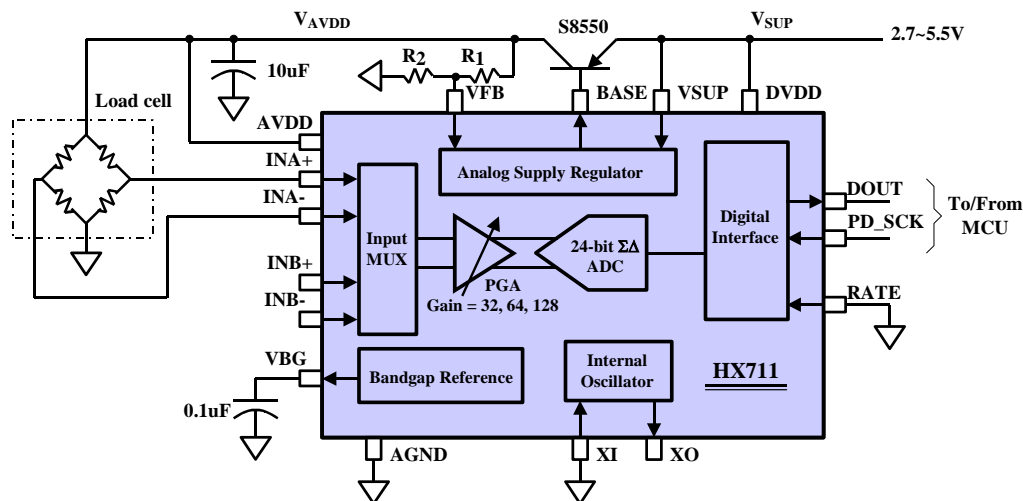 V_AVDD
S8550
V_SUP
2.7~5.5V
R2
R1
10uF
VFB
BASE
VSUP
DVDD
Load cell
AVDD
INA+
INA-
INB+
INB-
VBG
0.1uF
Analog Supply Regulator
Input
MUX
PGA
Gain = 32, 64, 128
24-bit ΣΔ
ADC
Digital
Interface
DOUT
PD_SCK
To/From
MCU
RATE
Bandgap Reference
Internal
Oscillator
HX711
AGND
XI
XO